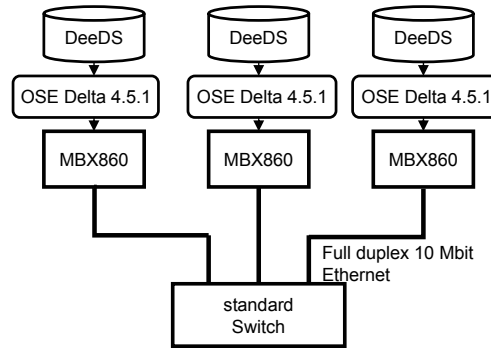 DeeDS DeeDS DeeDS
OSE Delta 4.5.1 OSE Delta 4.5.1 OSE Delta 4.5.1
MBX860 MBX860 MBX860
Full duplex 10 Mbit
Ethernet
standard
Switch